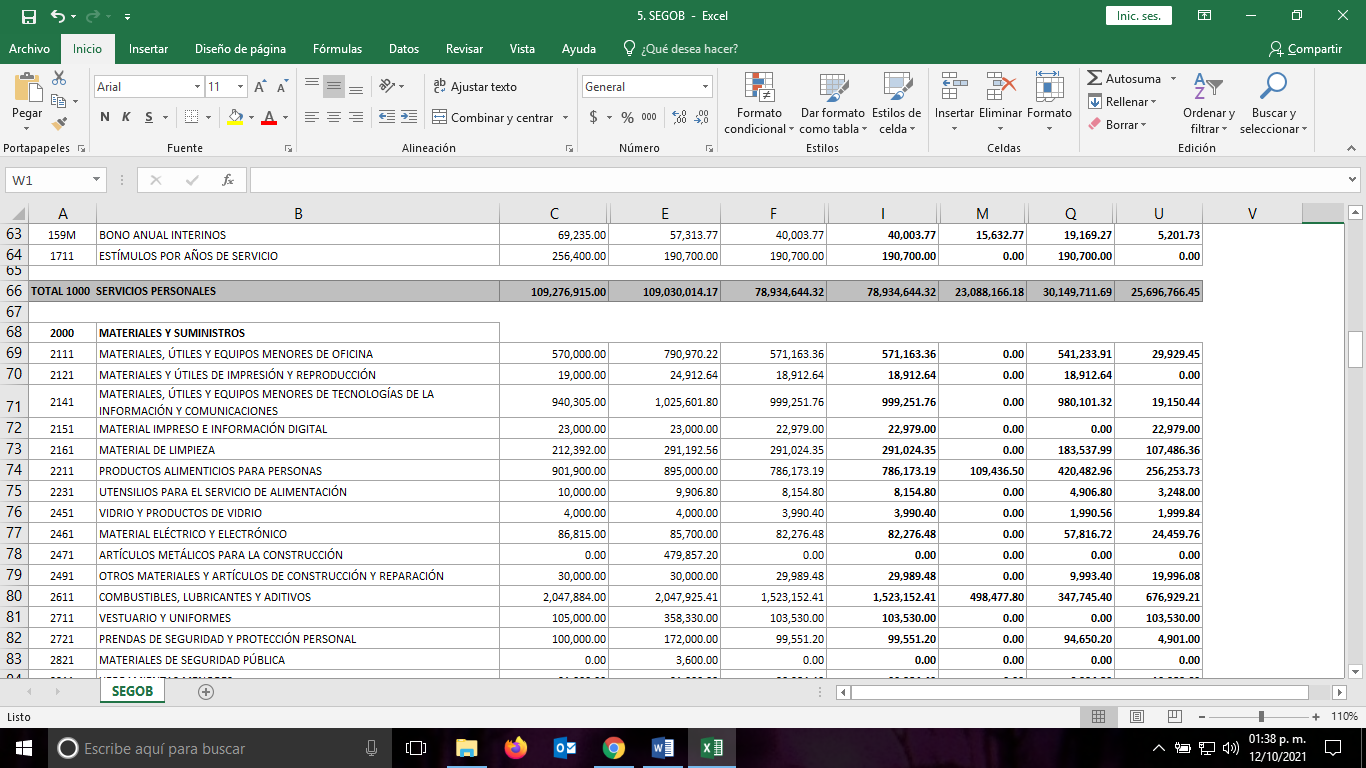 5. SEGOB - Excel
Inic. ses.
Archivo Inicio Insertar Diseño de página Fórmulas Datos Revisar Vista Ayuda ¿Qué desea hacer? Compartir
Pegar
Arial 11
N K S
Ajustar texto
Combinar y centrar
General
$ % 000
Formato condicional
Dar formato como tabla
Estilos de celda
Insertar Eliminar Formato
Autosuma
Rellenar
Borrar
Ordenar y filtrar
Buscar y seleccionar
Portapapeles Fuente Alineación Número Estilos Celdas Edición
W1 fx
A B C E F I M Q U V
63 159M BONO ANUAL INTERINOS 69,235.00 57,313.77 40,003.77 40,003.77 15,632.77 19,169.27 5,201.73
64 1711 ESTÍMULOS POR AÑOS DE SERVICIO 256,400.00 190,700.00 190,700.00 190,700.00 0.00 190,700.00 0.00
65
66 TOTAL 1000 SERVICIOS PERSONALES 109,276,915.00 109,030,014.17 78,934,644.32 78,934,644.32 23,088,166.18 30,149,711.69 25,696,766.45
67
68 2000 MATERIALES Y SUMINISTROS
69 2111 MATERIALES, ÚTILES Y EQUIPOS MENORES DE OFICINA 570,000.00 790,970.22 571,163.36 571,163.36 0.00 541,233.91 29,929.45
70 2121 MATERIALES Y ÚTILES DE IMPRESIÓN Y REPRODUCCIÓN 19,000.00 24,912.64 18,912.64 18,912.64 0.00 18,912.64 0.00
71 2141 MATERIALES, ÚTILES Y EQUIPOS MENORES DE TECNOLOGÍAS DE LA
INFORMACIÓN Y COMUNICACIONES 940,305.00 1,025,601.80 999,251.76 999,251.76 0.00 980,101.32 19,150.44
72 2151 MATERIAL IMPRESO E INFORMACIÓN DIGITAL 23,000.00 23,000.00 22,979.00 22,979.00 0.00 0.00 22,979.00
73 2161 MATERIAL DE LIMPIEZA 212,392.00 291,192.56 291,024.35 291,024.35 0.00 183,537.99 107,486.36
74 2211 PRODUCTOS ALIMENTICIOS PARA PERSONAS 901,900.00 895,000.00 786,173.19 786,173.19 109,436.50 420,482.96 256,253.73
75 2231 UTENSILIOS PARA EL SERVICIO DE ALIMENTACIÓN 10,000.00 9,906.80 8,154.80 8,154.80 0.00 4,906.80 3,248.00
76 2451 VIDRIO Y PRODUCTOS DE VIDRIO 4,000.00 4,000.00 3,990.40 3,990.40 0.00 1,990.56 1,999.84
77 2461 MATERIAL ELÉCTRICO Y ELECTRÓNICO 86,815.00 85,700.00 82,276.48 82,276.48 0.00 57,816.72 24,459.76
78 2471 ARTÍCULOS METÁLICOS PARA LA CONSTRUCCIÓN 0.00 479,857.20 0.00 0.00 0.00 0.00 0.00
79 2491 OTROS MATERIALES Y ARTÍCULOS DE CONSTRUCCIÓN Y REPARACIÓN 30,000.00 30,000.00 29,989.48 29,989.48 0.00 9,993.40 19,996.08
80 2611 COMBUSTIBLES, LUBRICANTES Y ADITIVOS 2,047,884.00 2,047,925.41 1,523,152.41 1,523,152.41 498,477.80 347,745.40 676,929.21
81 2711 VESTUARIO Y UNIFORMES 105,000.00 358,330.00 103,530.00 103,530.00 0.00 0.00 103,530.00
82 2721 PRENDAS DE SEGURIDAD Y PROTECCIÓN PERSONAL 100,000.00 172,000.00 99,551.20 99,551.20 0.00 94,650.20 4,901.00
83 2821 MATERIALES DE SEGURIDAD PÚBLICA 0.00 3,600.00 0.00 0.00 0.00 0.00 0.00
SEGOB
Listo 110%
Escribe aquí para buscar
01:38 p. m.
12/10/2021